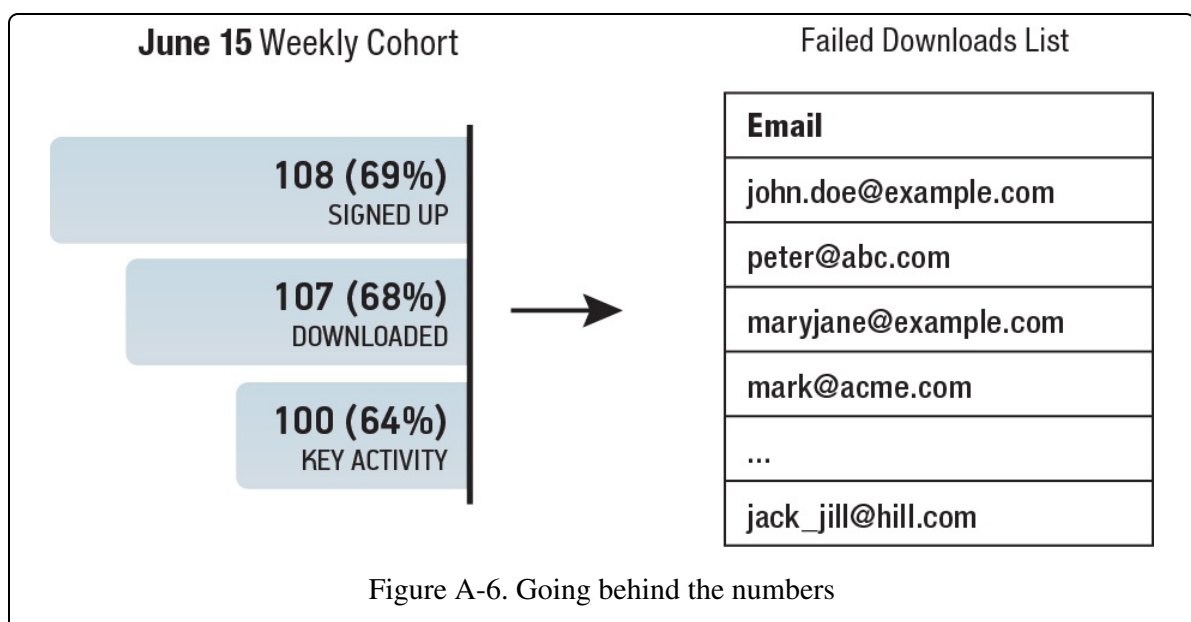 June 15 Weekly Cohort
108 (69%)
SIGNED UP
107 (68%)
DOWNLOADED
100 (64%)
KEY ACTIVITY
Failed Downloads List
Email
john.doe@example.com
peter@abc.com
maryjane@example.com
mark@acme.com
...
jack_jill@hill.com
Figure A-6. Going behind the numbers